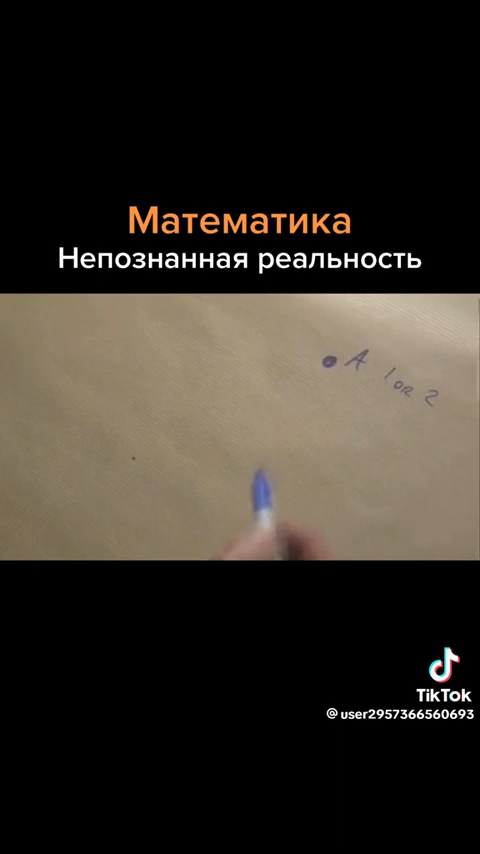 Математика
Непознанная реальность
A 1 OR 2
TikTok
@user2957366560693